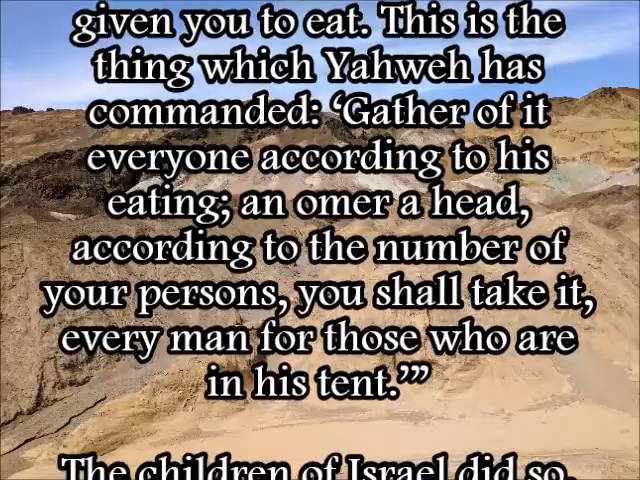 given you to eat. This is the
thing which Yahweh has
commanded: ‘Gather of it
everyone according to his
eating; an omer a head,
according to the number of
your persons, you shall take it,
every man for those who are
in his tent.’”
The children of Israel did so,